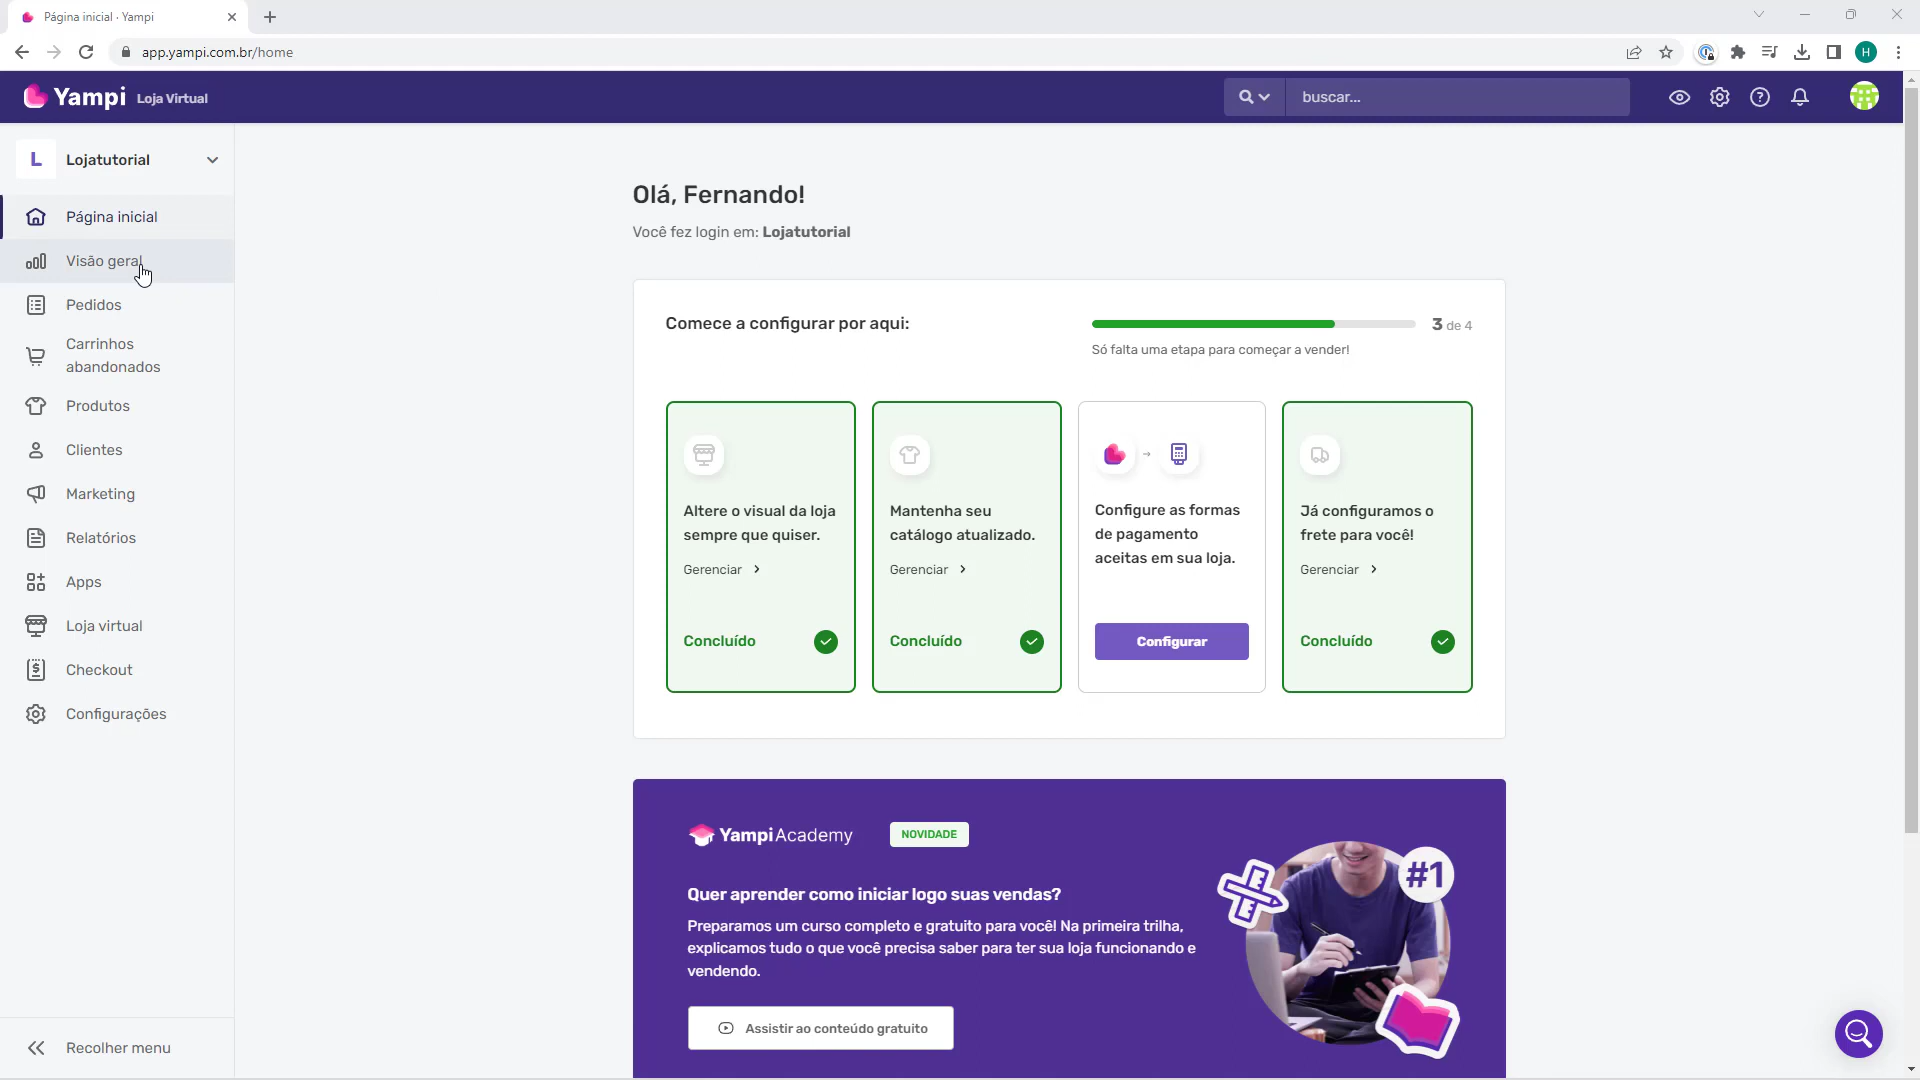 Página inicial · Yampi
app.yampi.com.br/home
H
Yampi Loja Virtual
buscar...
L Lojatutorial
Página inicial
Visão geral
Pedidos
Carrinhos
abandonados
Produtos
Clientes
Marketing
Relatórios
Apps
Loja virtual
Checkout
Configurações
Recolher menu
Olá, Fernando!
Você fez login em: Lojatutorial
Comece a configurar por aqui:
3 de 4
Só falta uma etapa para começar a vender!
Altere o visual da loja
sempre que quiser.
Gerenciar
Concluído
Mantenha seu
catálogo atualizado.
Gerenciar
Concluído
Configure as formas
de pagamento
aceitas em sua loja.
Configurar
Já configuramos o
frete para você!
Gerenciar
Concluído
Yampi Academy
NOVIDADE
Quer aprender como iniciar logo suas vendas?
Preparamos um curso completo e gratuito para você! Na primeira trilha,
explicamos tudo o que você precisa saber para ter sua loja funcionando e
vendendo.
Assistir ao conteúdo gratuito
#1